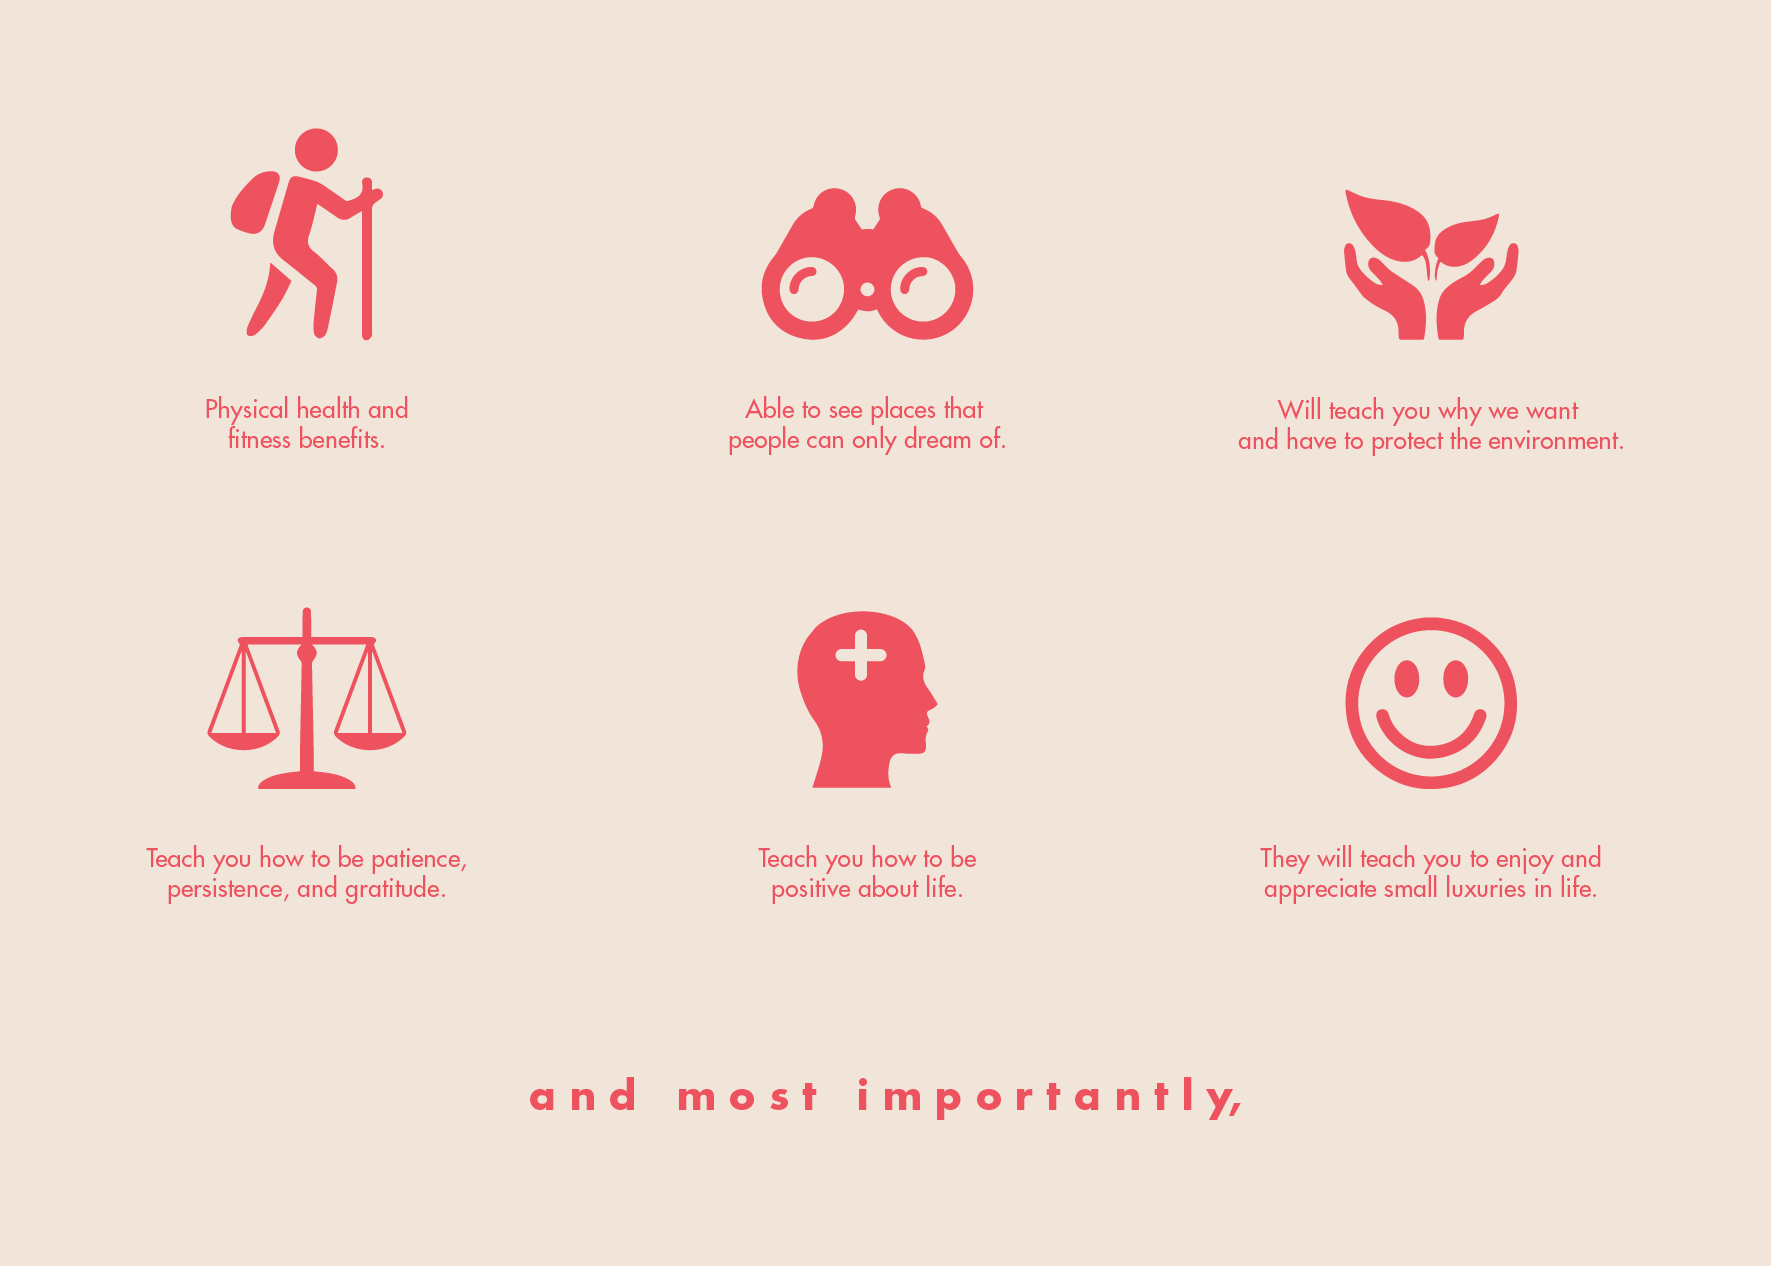 Physical health and
fitness benefits.
Able to see places that
people can only dream of.
Will teach you why we want
and have to protect the environment.
Teach you how to be patience,
persistence, and gratitude.
Teach you how to be
positive about life.
They will teach you to enjoy and
appreciate small luxuries in life.
and most importantly,